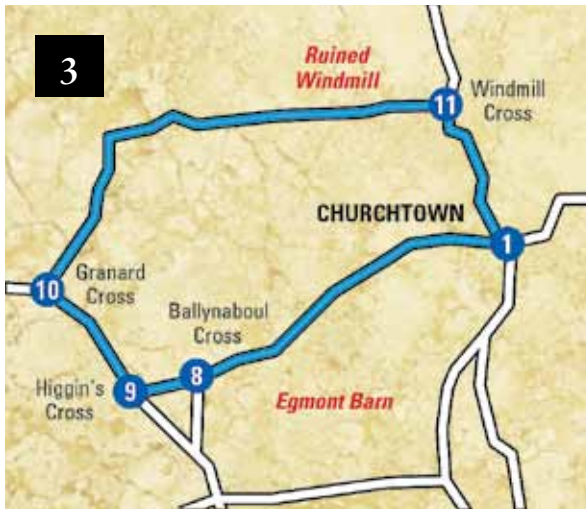 3
Ruined
Windmill
11
Windmill
Cross
CHURCHTOWN
1
10
Granard
Cross
Ballynaboul
Cross
8
9
Higgin's
Cross
Egmont Barn